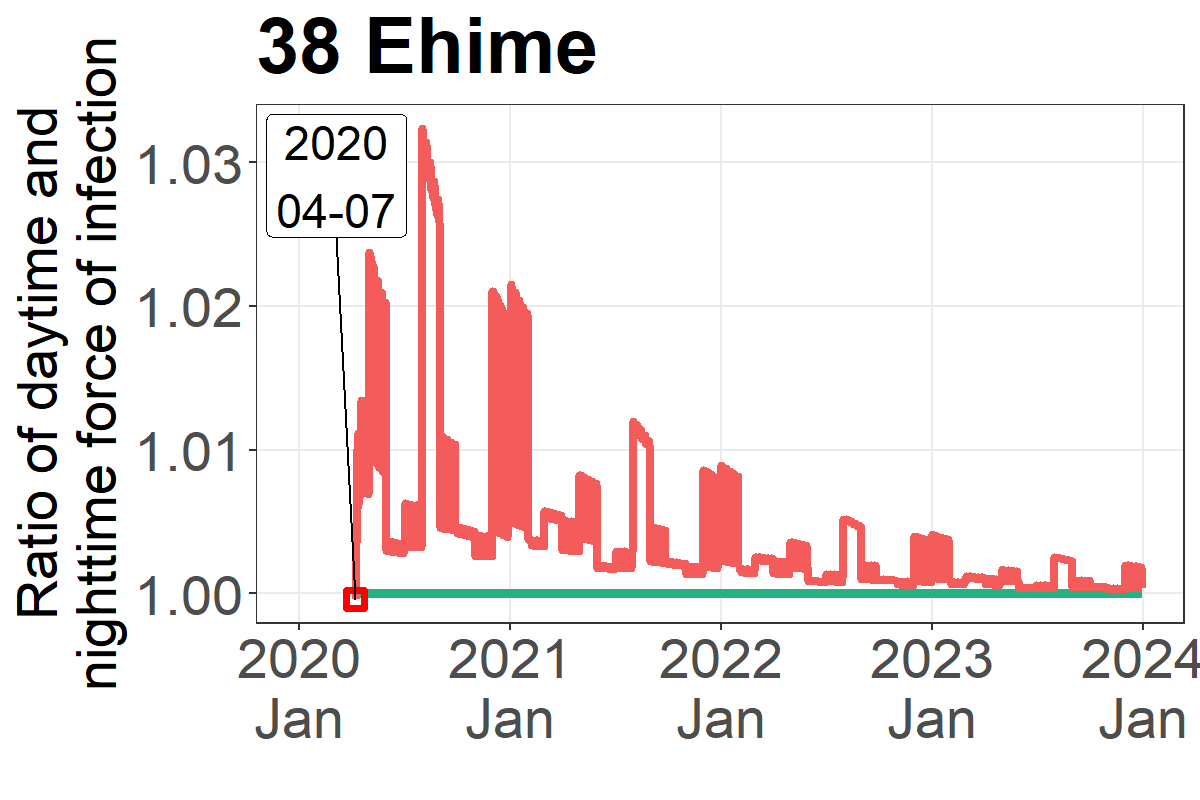 38 Ehime
Ratio of daytime and
nighttime force of infection
2020
04-07
1.03
1.02
1.01
1.00
2020
Jan
2021
Jan
2022
Jan
2023
Jan
2024
Jan